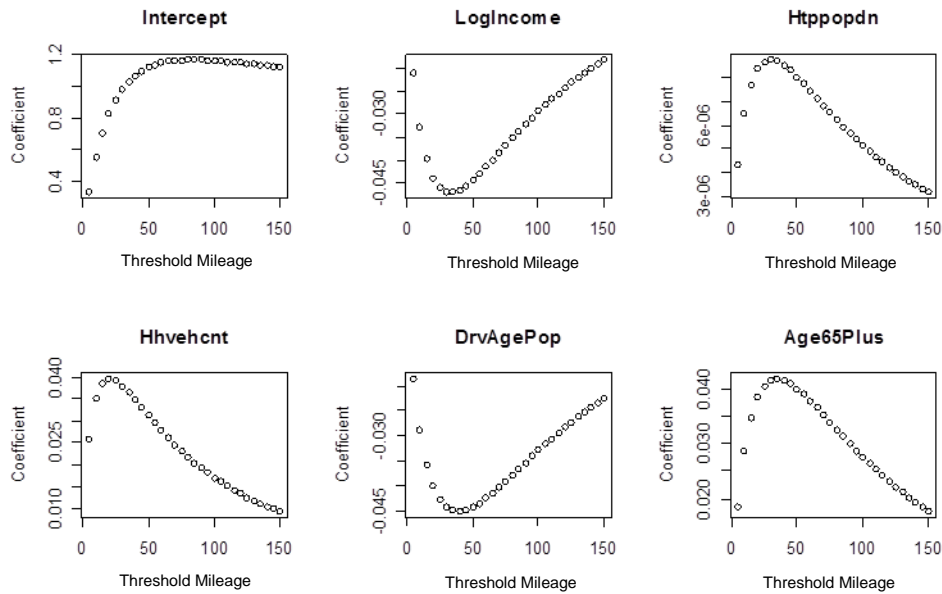 Intercept
Coefficient
0.4 0.8 1.2
0 50 100 150
Threshold Mileage
LogIncome
Coefficient
-0.045 -0.030
0 50 100 150
Threshold Mileage
Htppopdn
Coefficient
3e-06 6e-06
0 50 100 150
Threshold Mileage
Hhvehcnt
Coefficient
0.010 0.025 0.040
0 50 100 150
Threshold Mileage
DrvAgePop
Coefficient
-0.045 -0.030
0 50 100 150
Threshold Mileage
Age65Plus
Coefficient
0.020 0.030 0.040
0 50 100 150
Threshold Mileage